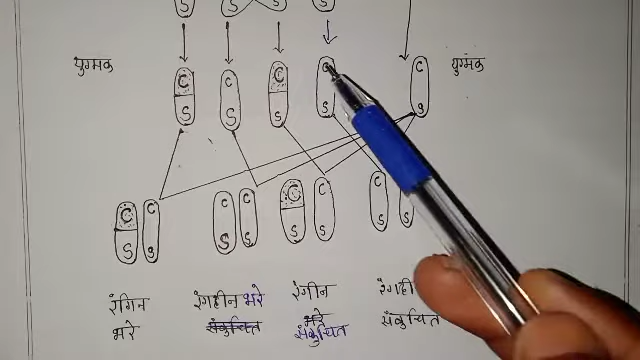 S S S S
युग्मक युग्मक
C C C C C
S S S S g
C C C C C C C
S g S S S S S
रंगिन रंगहीन भरे रंगीन
भरे संकुचित भरे संकुचित
संकुचित